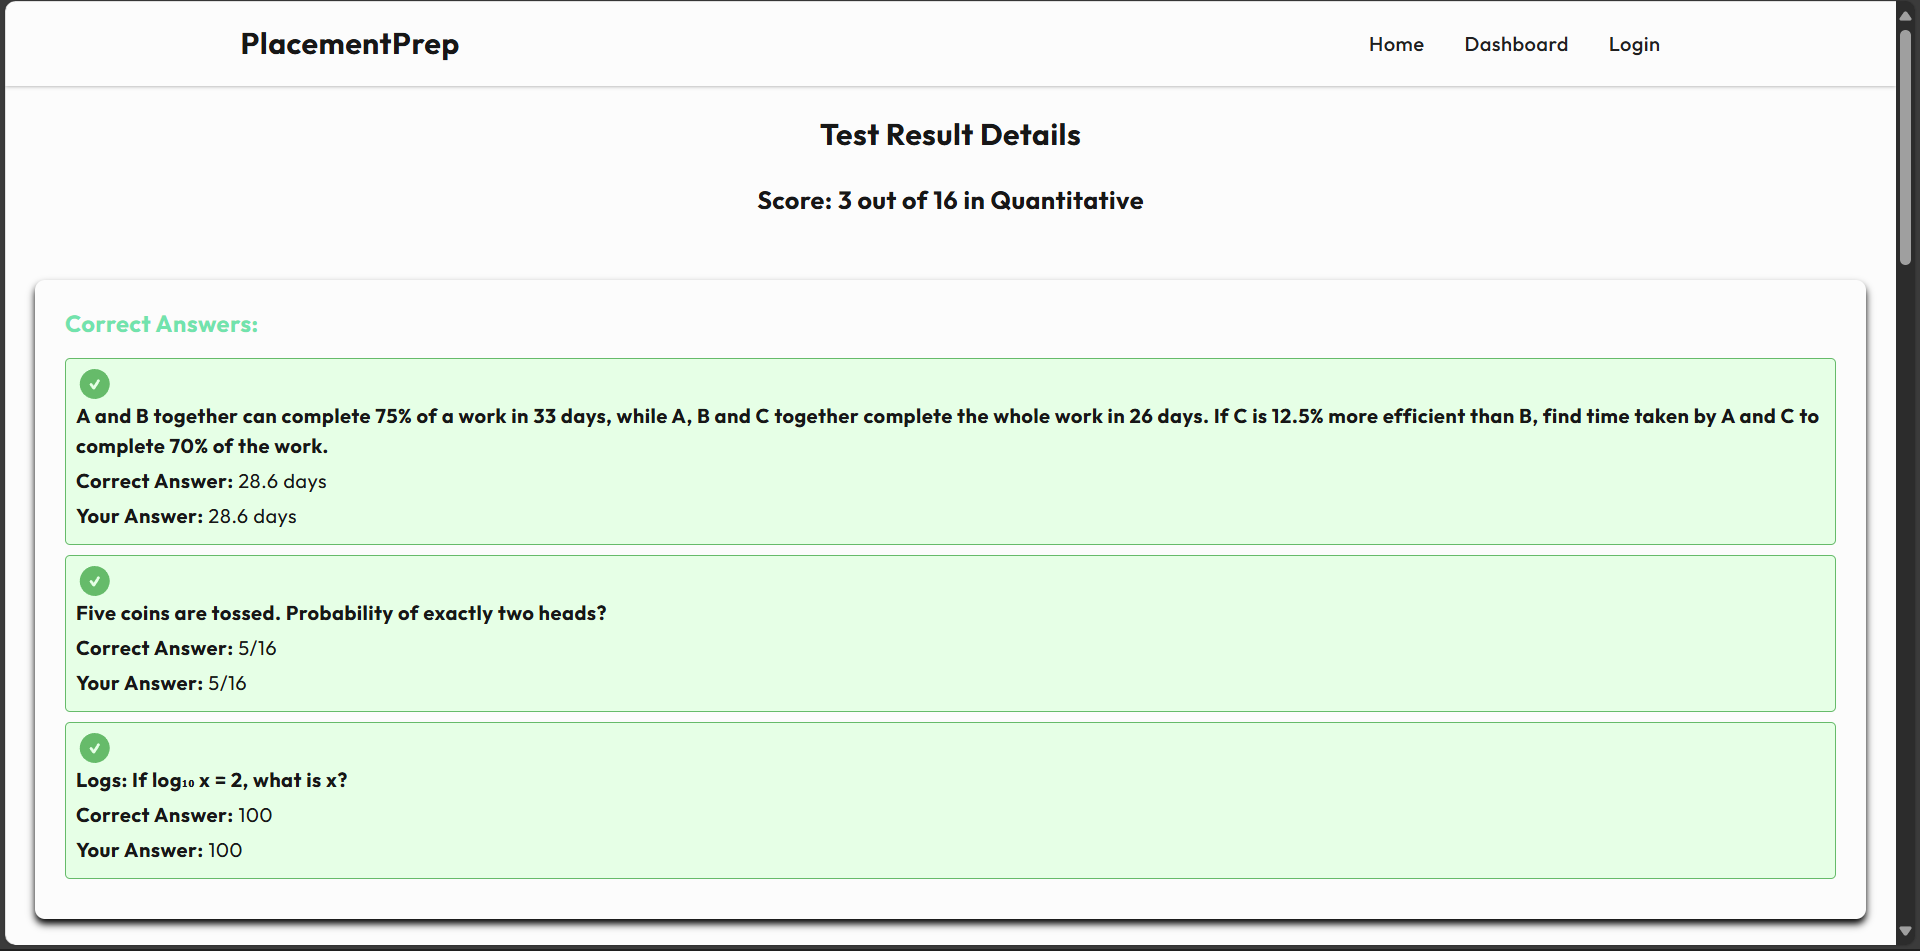 PlacementPrep
Home Dashboard Login
Test Result Details
Score: 3 out of 16 in Quantitative
Correct Answers:
A and B together can complete 75% of a work in 33 days, while A, B and C together complete the whole work in 26 days. If C is 12.5% more efficient than B, find time taken by A and C to
complete 70% of the work.
Correct Answer: 28.6 days
Your Answer: 28.6 days
Five coins are tossed. Probability of exactly two heads?
Correct Answer: 5/16
Your Answer: 5/16
Logs: If log₁₀ x = 2, what is x?
Correct Answer: 100
Your Answer: 100